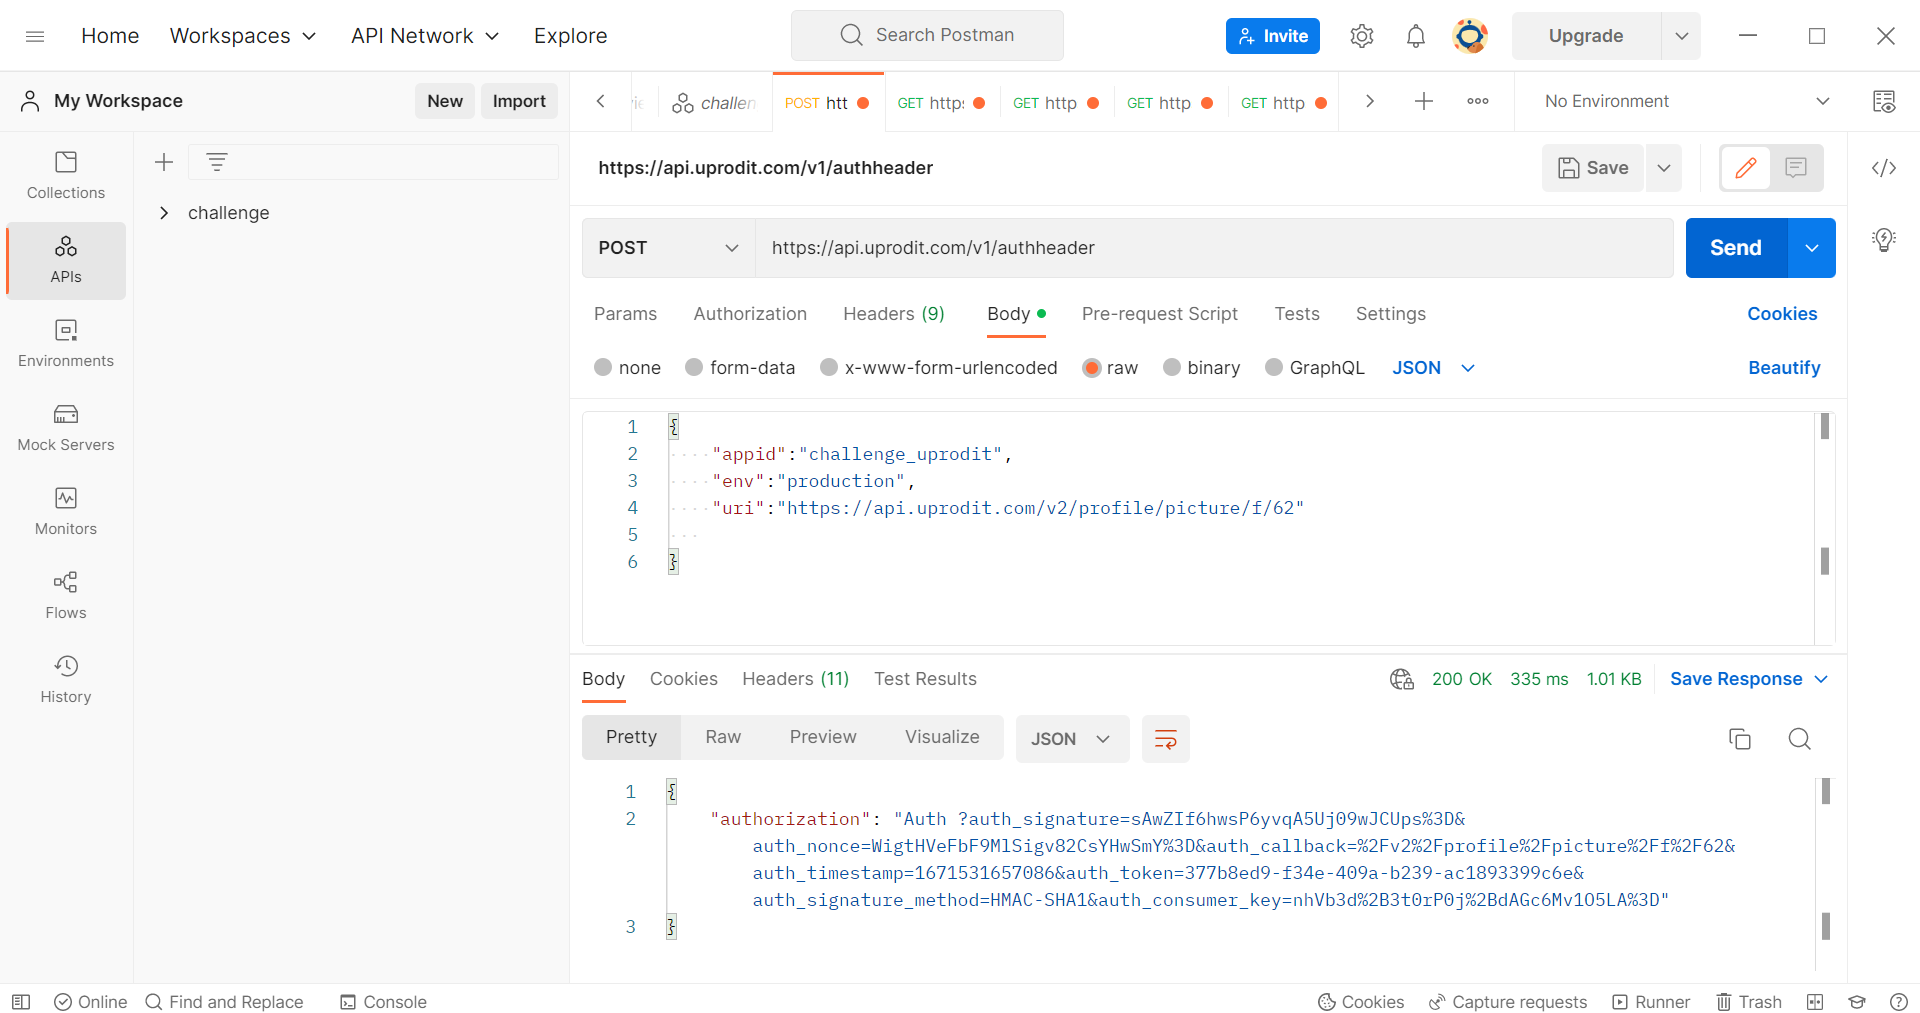 Home Workspaces API Network Explore Search Postman Invite Upgrade
My Workspace New Import challen POST htt GET http: GET http GET http GET http No Environment
Collections
APIs
Environments
Mock Servers
Monitors
Flows
History
challenge
https://api.uprodit.com/v1/authheader Save
POST https://api.uprodit.com/v1/authheader Send
Params Authorization Headers (9) Body Pre-request Script Tests Settings Cookies
none form-data x-www-form-urlencoded raw binary GraphQL JSON Beautify
1 {
2 "appid":"challenge_uprodit",
3 "env":"production",
4 "uri":"https://api.uprodit.com/v2/profile/picture/f/62"
5
6 }
Body Cookies Headers (11) Test Results 200 OK 335 ms 1.01 KB Save Response
Pretty Raw Preview Visualize JSON
1 {
2 "authorization": "Auth ?auth_signature=sAwZIf6hwsP6yvqA5Uj09wJCUps%3D&
auth_nonce=WigtHVeFbF9MlSigv82CsYHwSmY%3D&auth_callback=%2Fv2%2Fprofile%2Fpicture%2Ff%2F62&
auth_timestamp=1671531657086&auth_token=377b8ed9-f34e-409a-b239-ac1893399c6e&
auth_signature_method=HMAC-SHA1&auth_consumer_key=nhVb3d%2B3t0rP0j%2BdAGc6Mv1O5LA%3D"
3 }
Online Find and Replace Console Cookies Capture requests Runner Trash